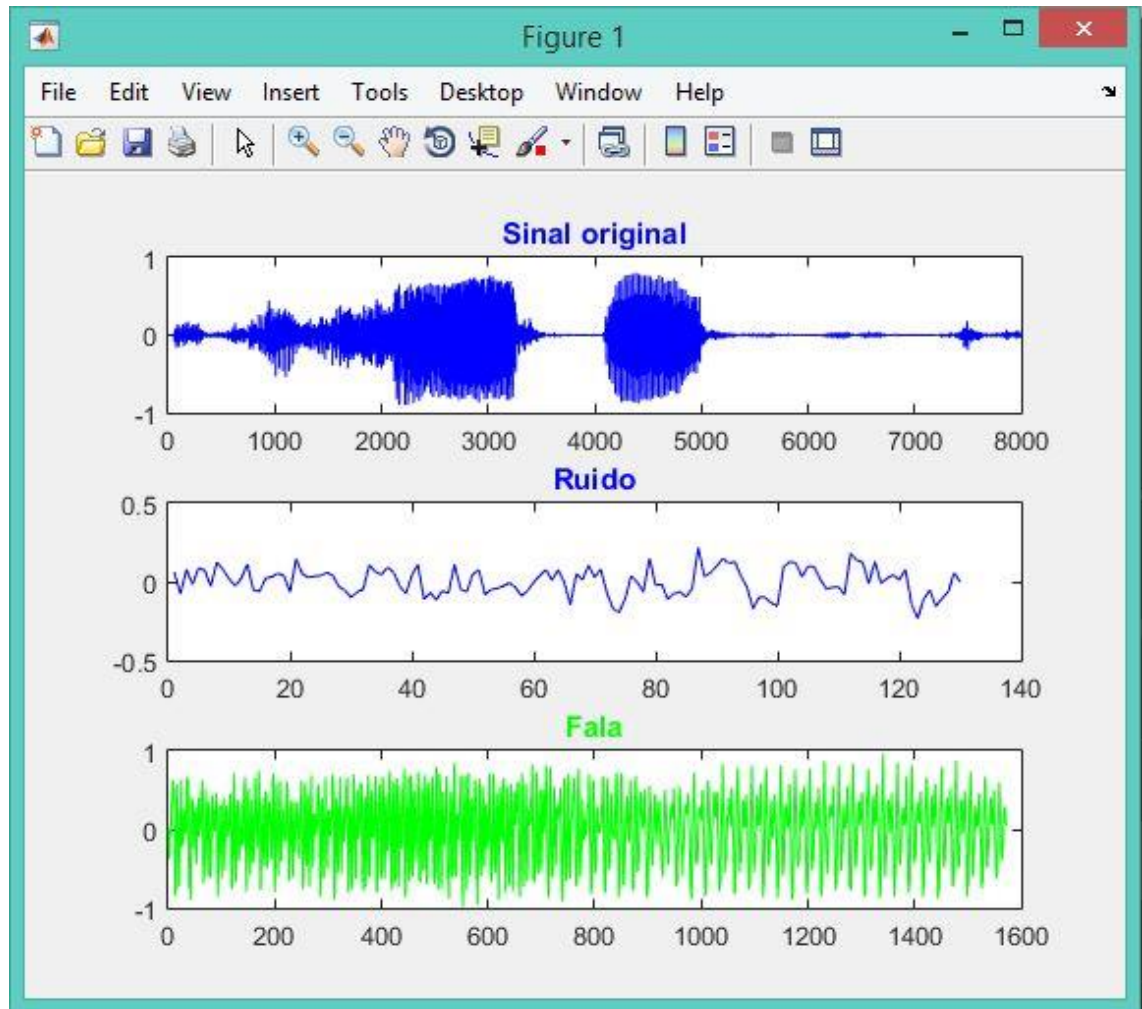 Figure 1
File Edit View Insert Tools Desktop Window Help
Sinal original
1
0
-1
0 1000 2000 3000 4000 5000 6000 7000 8000
Ruido
0.5
0
-0.5
0 20 40 60 80 100 120 140
Fala
1
0
-1
0 200 400 600 800 1000 1200 1400 1600